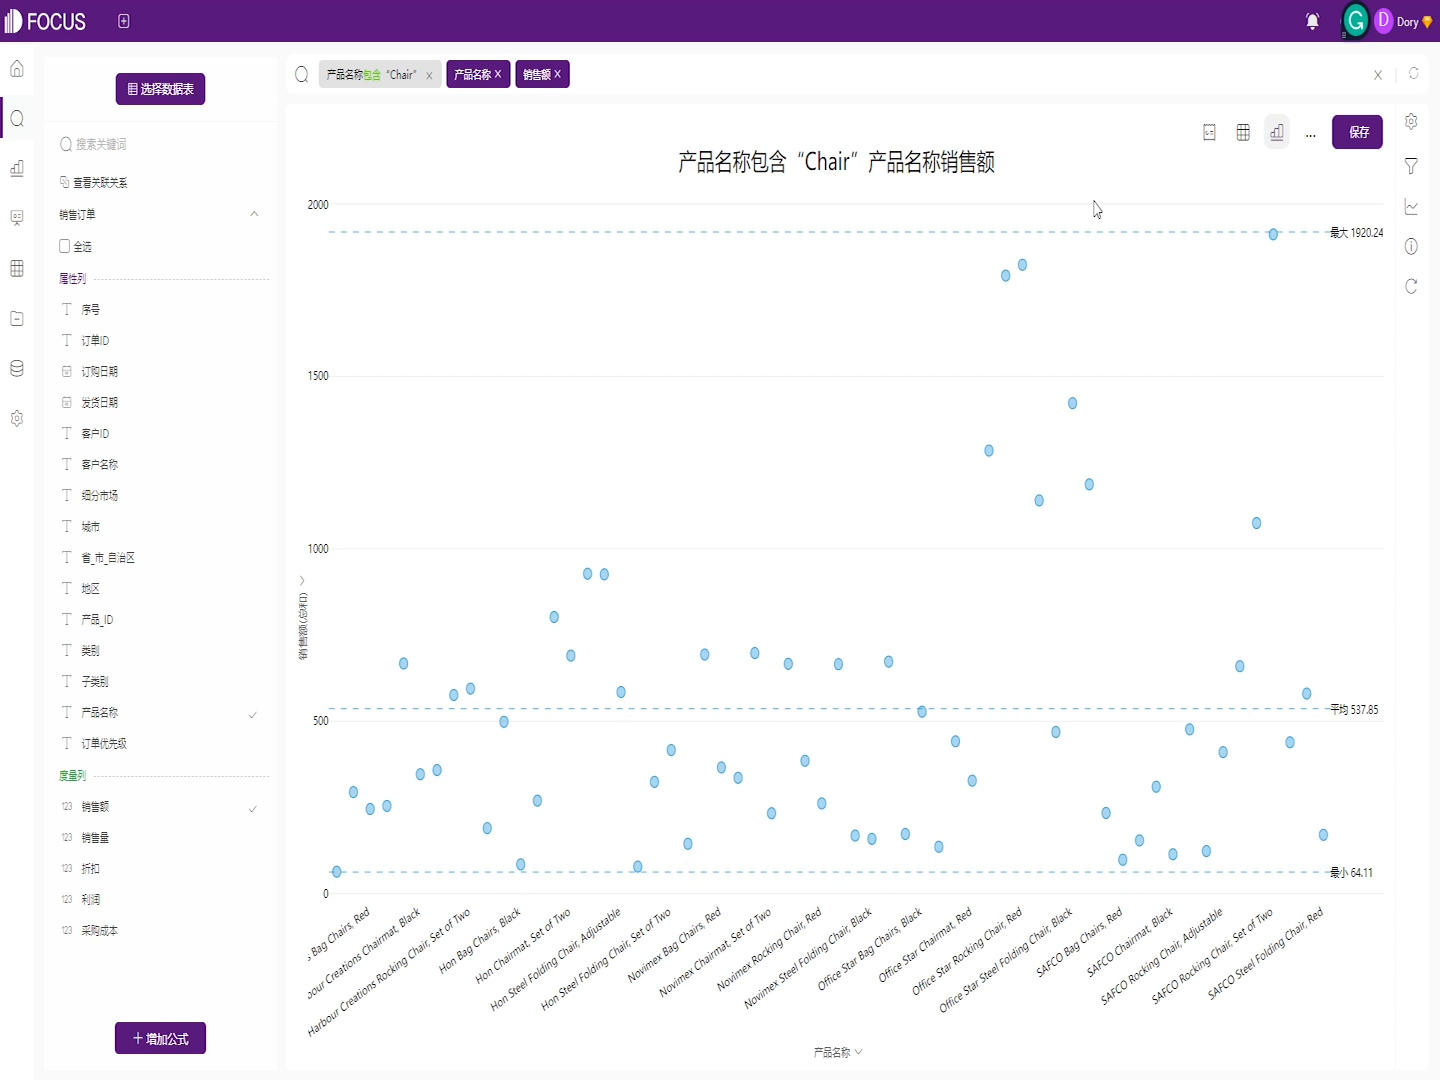 FOCUS
G
D Dory
选择数据表
搜索关键词
查看关联关系
销售订单
全选
属性列
序号
订单ID
订购日期
发货日期
客户ID
客户名称
细分市场
城市
省_市_自治区
地区
产品_ID
类别
子类别
产品名称
订单优先级
度量列
123 销售额
123 销售量
123 折扣
123 利润
123 采购成本
增加公式
产品名称包含“Chair” x 产品名称 X 销售额 X
X
... 保存
产品名称包含“Chair”产品名称销售额
2000
最大 1920.24
1500
1000
销售额(总和)
500
平均 537.85
最小 64.11
0
s Bag Chairs, Red
our Creations Chairmat, Black
Harbour Creations Rocking Chair, Set of Two
Hon Bag Chairs, Black
Hon Chairmat, Set of Two
Hon Steel Folding Chair, Adjustable
Hon Steel Folding Chair, Set of Two
Novimex Bag Chairs, Red
Novimex Chairmat, Set of Two
Novimex Rocking Chair, Red
Novimex Steel Folding Chair, Black
Office Star Bag Chairs, Black
Office Star Chairmat, Red
Office Star Rocking Chair, Red
Office Star Steel Folding Chair, Black
SAFCO Bag Chairs, Red
SAFCO Chairmat, Black
SAFCO Rocking Chair, Adjustable
SAFCO Rocking Chair, Set of Two
SAFCO Steel Folding Chair, Red
产品名称